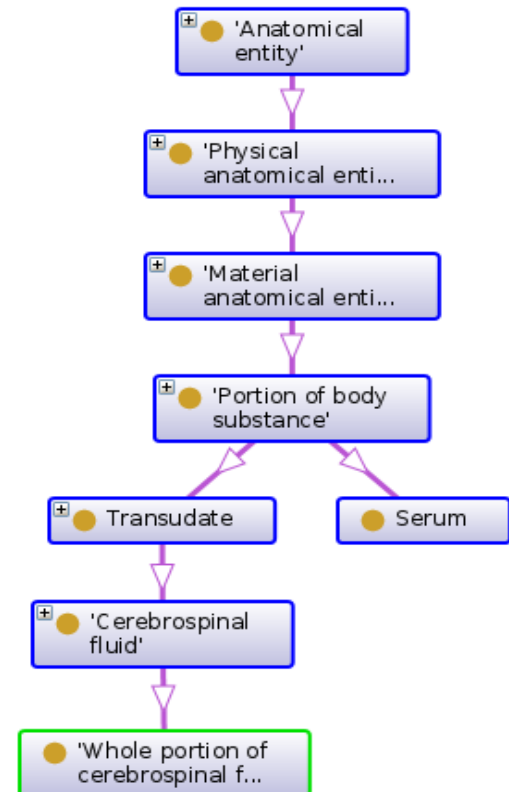 'Anatomical
entity'
'Physical
anatomical enti...
'Material
anatomical enti...
'Portion of body
substance'
Transudate
Serum
'Cerebrospinal
fluid'
'Whole portion of
cerebrospinal f...